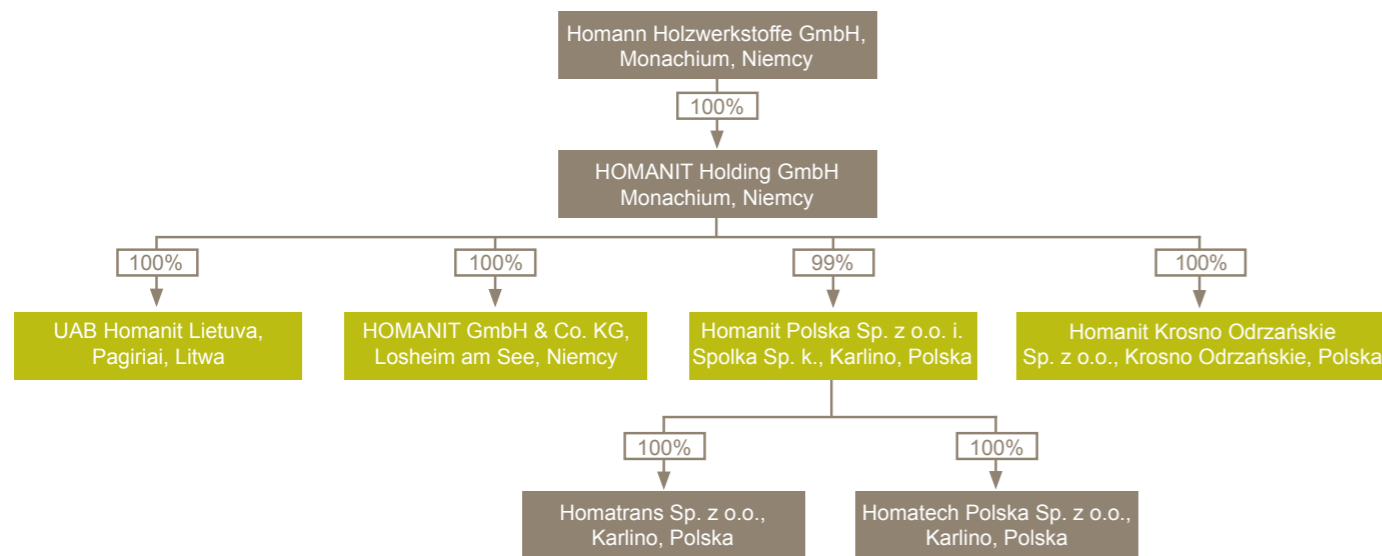 Homann Holzwerkstoffe GmbH,
Monachium, Niemcy
100%
HOMANIT Holding GmbH
Monachium, Niemcy
100%
100%
99%
100%
UAB Homanit Lietuva,
Pagiriai, Litwa
HOMANIT GmbH & Co. KG,
Losheim am See, Niemcy
Homanit Polska Sp. z o.o. i.
Spolka Sp. k., Karlino, Polska
Homanit Krosno Odrzańskie
Sp. z o.o., Krosno Odrzańskie, Polska
100%
100%
Homatrans Sp. z o.o.,
Karlino, Polska
Homatech Polska Sp. z o.o.,
Karlino, Polska